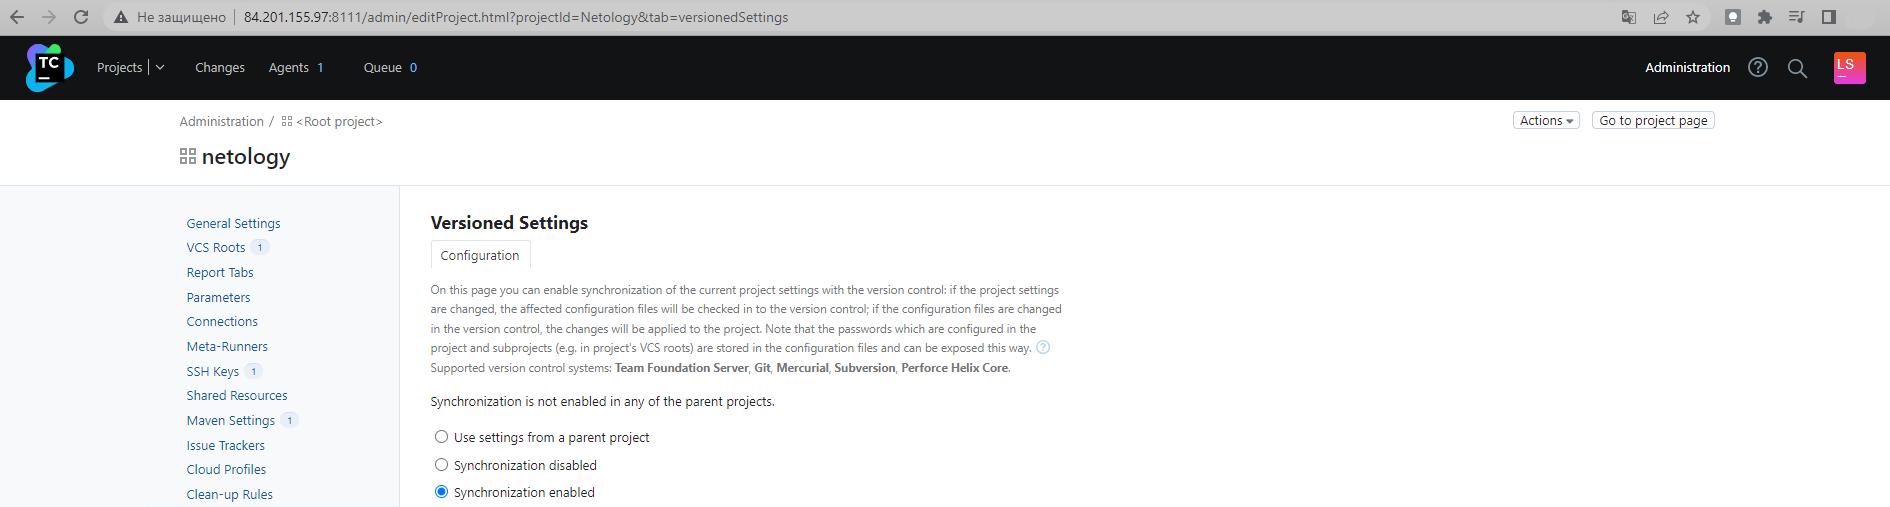 Не защищено 84.201.155.97:8111/admin/editProject.html?projectId=Netology&tab=versionedSettings
TC Projects Changes Agents 1 Queue 0 Administration LS
Administration / <Root project> Actions Go to project page
netology
General Settings
VCS Roots 1
Report Tabs
Parameters
Connections
Meta-Runners
SSH Keys 1
Shared Resources
Maven Settings 1
Issue Trackers
Cloud Profiles
Clean-up Rules
Versioned Settings
Configuration
On this page you can enable synchronization of the current project settings with the version control: if the project settings
are changed, the affected configuration files will be checked in to the version control; if the configuration files are changed
in the version control, the changes will be applied to the project. Note that the passwords which are configured in the
project and subprojects (e.g. in project's VCS roots) are stored in the configuration files and can be exposed this way.
Supported version control systems: Team Foundation Server, Git, Mercurial, Subversion, Perforce Helix Core.
Synchronization is not enabled in any of the parent projects.
Use settings from a parent project
Synchronization disabled
Synchronization enabled